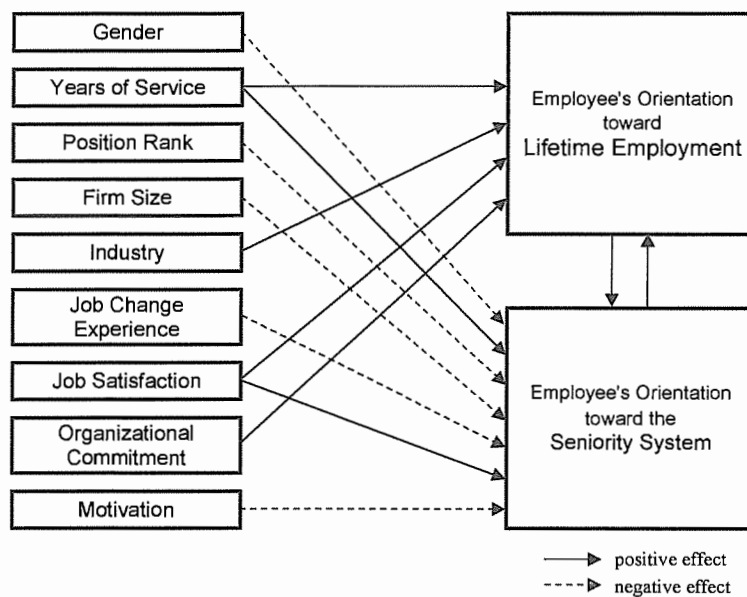 Gender
Years of Service
Position Rank
Firm Size
Industry
Job Change
Experience
Job Satisfaction
Organizational
Commitment
Motivation
Employee's Orientation
toward
Lifetime Employment
Employee's Orientation
toward the
Seniority System
positive effect
negative effect